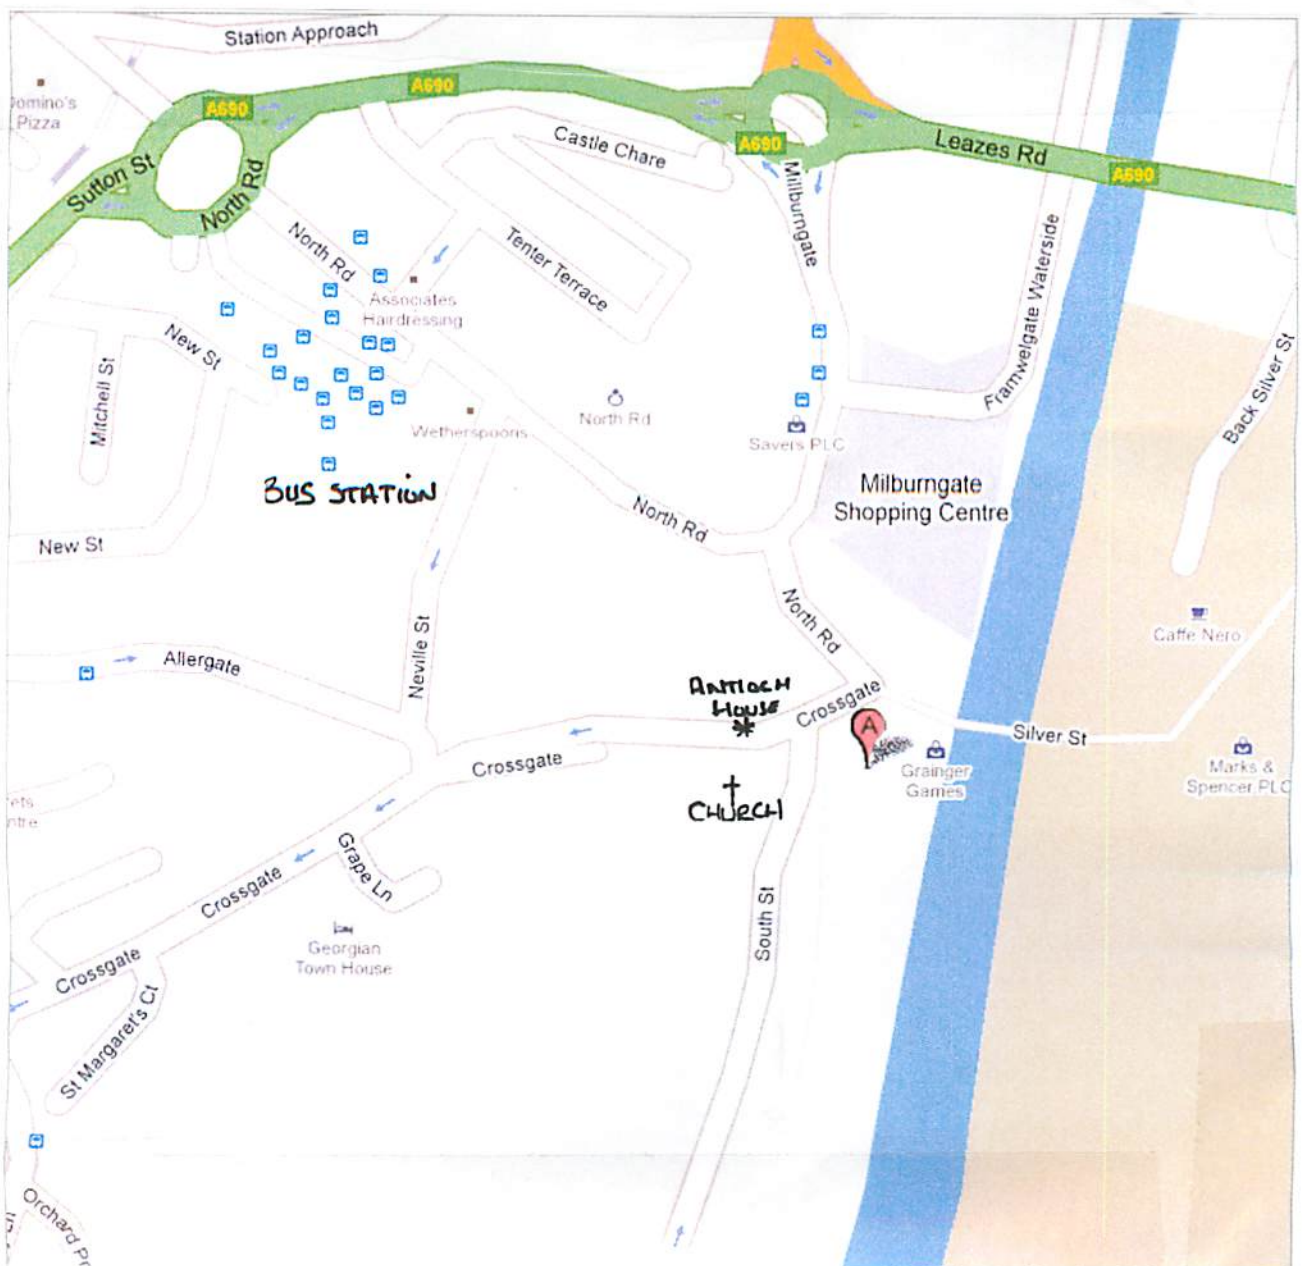 Station Approach
A690
A690
Domino's
Pizza
Castle Chare
A690
Leazes Rd
A690
Sutton St
North Rd
Millburngate
North Rd
Tenter Terrace
Framwelgate Waterside
Associates
Hairdressing
New St
Mitchell St
Back Silver St
North Rd
Wetherspoons
Savers PLC
BUS STATION
Milburngate
Shopping Centre
North Rd
New St
North Rd
Caffe Nero
Neville St
Allergate
ANTIOCH
HOUSE
Crossgate
A
Silver St
Crossgate
Grainger
Games
Marks &
Spencer PLC
CHURCH
Grape Ln
Crossgate
South St
Georgian
Town House
Crossgate
St Margaret's Ct
Orchard